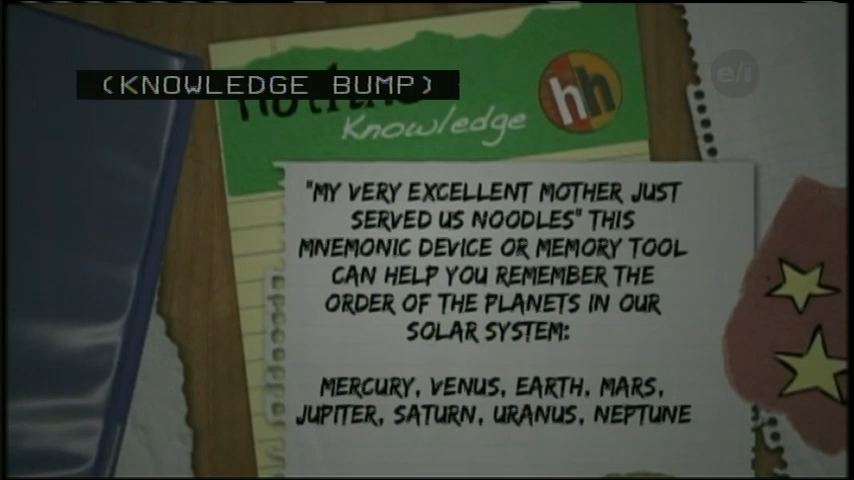 (KNOWLEDGE BUMP)
Knowledge
hh
e/i
"MY VERY EXCELLENT MOTHER JUST
SERVED US NOODLES" THIS
MNEMONIC DEVICE OR MEMORY TOOL
CAN HELP YOU REMEMBER THE
ORDER OF THE PLANETS IN OUR
SOLAR SYSTEM:
MERCURY, VENUS, EARTH, MARS,
JUPITER, SATURN, URANUS, NEPTUNE